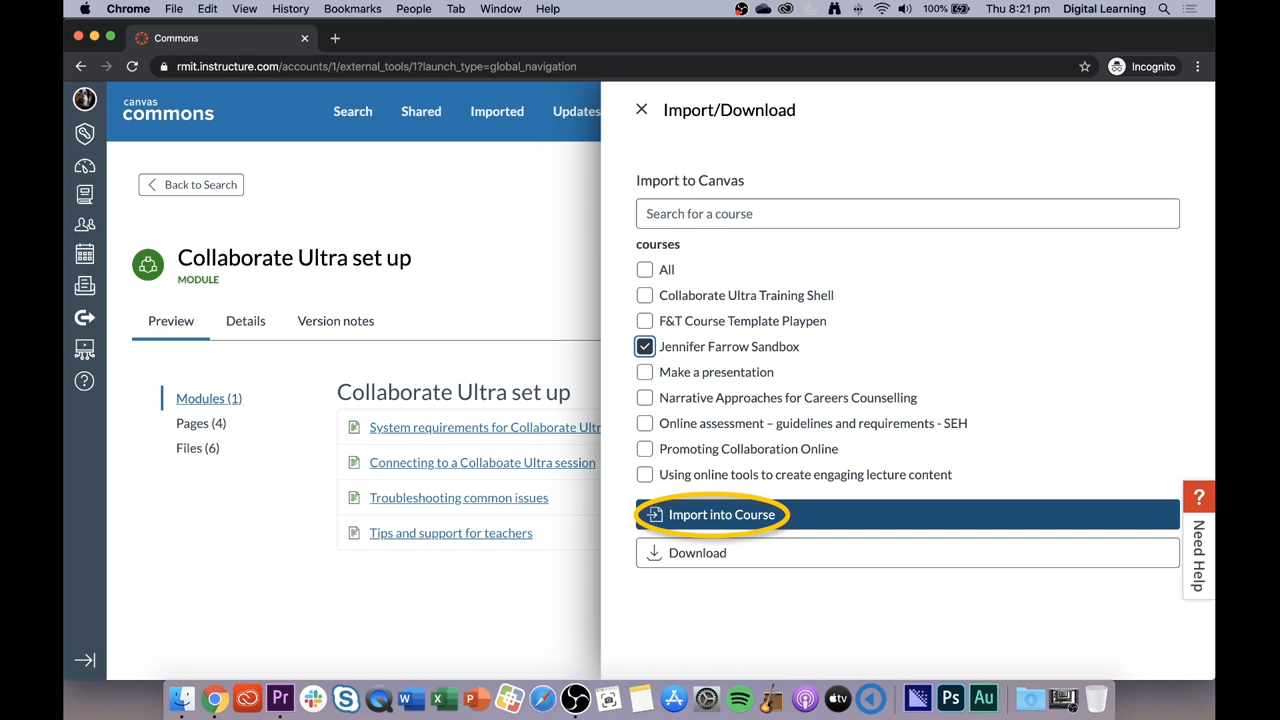 Chrome File Edit View History Bookmarks People Tab Window Help 100% Thu 8:21 pm Digital Learning
Commons
rmit.instructure.com/accounts/1/external_tools/1?launch_type=global_navigation Incognito
canvas
commons
Search Shared Imported Updates
Import/Download
Back to Search
Import to Canvas
Search for a course
courses
All
Collaborate Ultra set up
MODULE
Collaborate Ultra Training Shell
Preview Details Version notes
F&T Course Template Playpen
Jennifer Farrow Sandbox
Make a presentation
Narrative Approaches for Careers Counselling
Online assessment – guidelines and requirements - SEH
Promoting Collaboration Online
Using online tools to create engaging lecture content
Import into Course
Download
Modules (1)
Pages (4)
Files (6)
Collaborate Ultra set up
System requirements for Collaborate Ultr
Connecting to a Collaboate Ultra session
Troubleshooting common issues
Tips and support for teachers
? Need Help
Pr
W
X
P
tv
Ps
Au